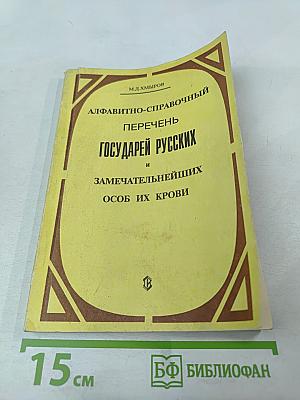 М.Д.ХМЫРОВ
АЛФАВИТНО-СПРАВОЧНЫЙ
ПЕРЕЧЕНЬ
ГОСУДАРЕЙ РУССКИХ
и
ЗАМЕЧАТЕЛЬНЕЙШИХ
ОСОБ ИХ КРОВИ
15 см
БФ БИБЛИОФАН